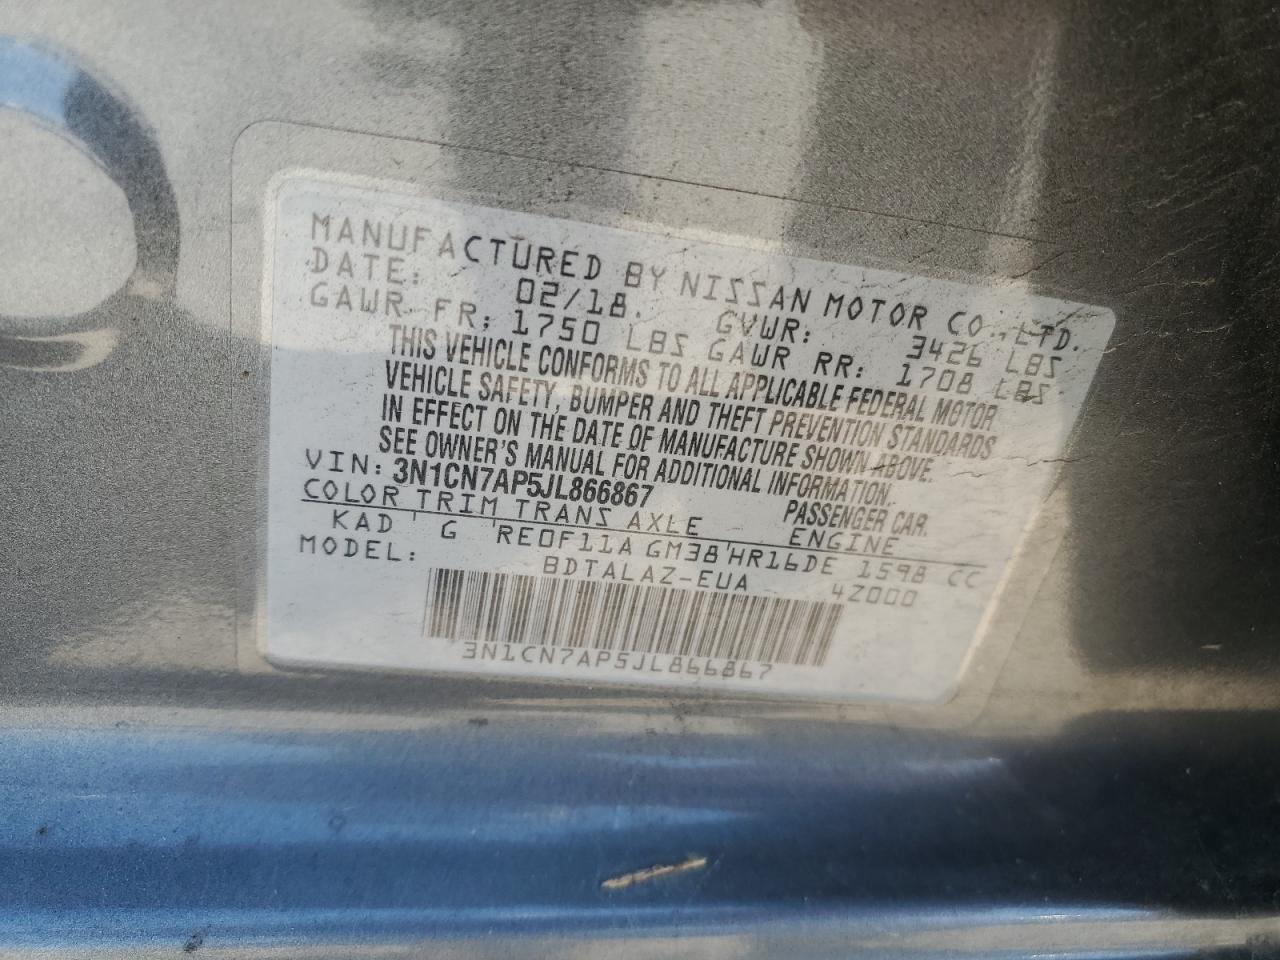 MANUFACTURED BY NISSAN MOTOR CO.,LTD.
DATE: 02/18. GVWR: 3426 LBS
GAWR FR: 1750 LBS GAWR RR: 1708 LBS
THIS VEHICLE CONFORMS TO ALL APPLICABLE FEDERAL MOTOR
VEHICLE SAFETY, BUMPER AND THEFT PREVENTION STANDARDS
IN EFFECT ON THE DATE OF MANUFACTURE SHOWN ABOVE.
SEE OWNER'S MANUAL FOR ADDITIONAL INFORMATION.
VIN: 3N1CN7AP5JL866867 PASSENGER CAR.
COLOR TRIM TRANS AXLE ENGINE
KAD G RE0F11A GM38 HR16DE 1598 CC
MODEL: BDTALAZ-EUA 4Z000
3N1CN7AP5JL866867